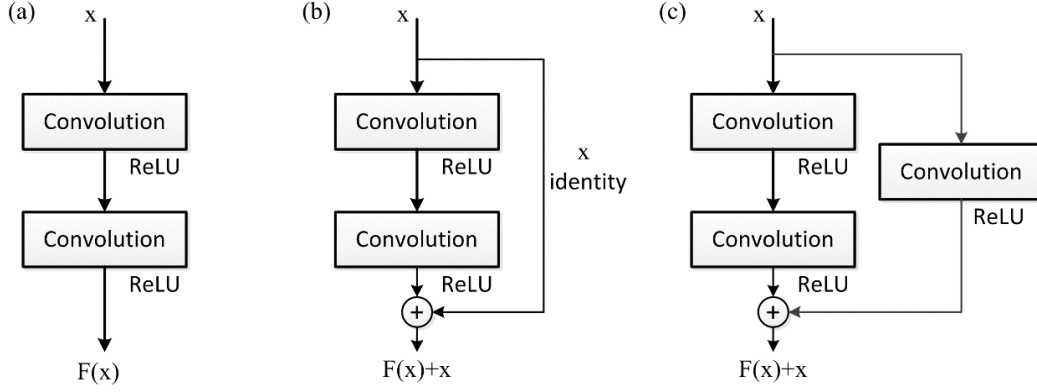 (a)
x
Convolution
ReLU
Convolution
ReLU
F(x)
(b)
x
Convolution
ReLU
x
identity
Convolution
ReLU
+
F(x)+x
(c)
x
Convolution
ReLU
Convolution
ReLU
Convolution
ReLU
+
F(x)+x